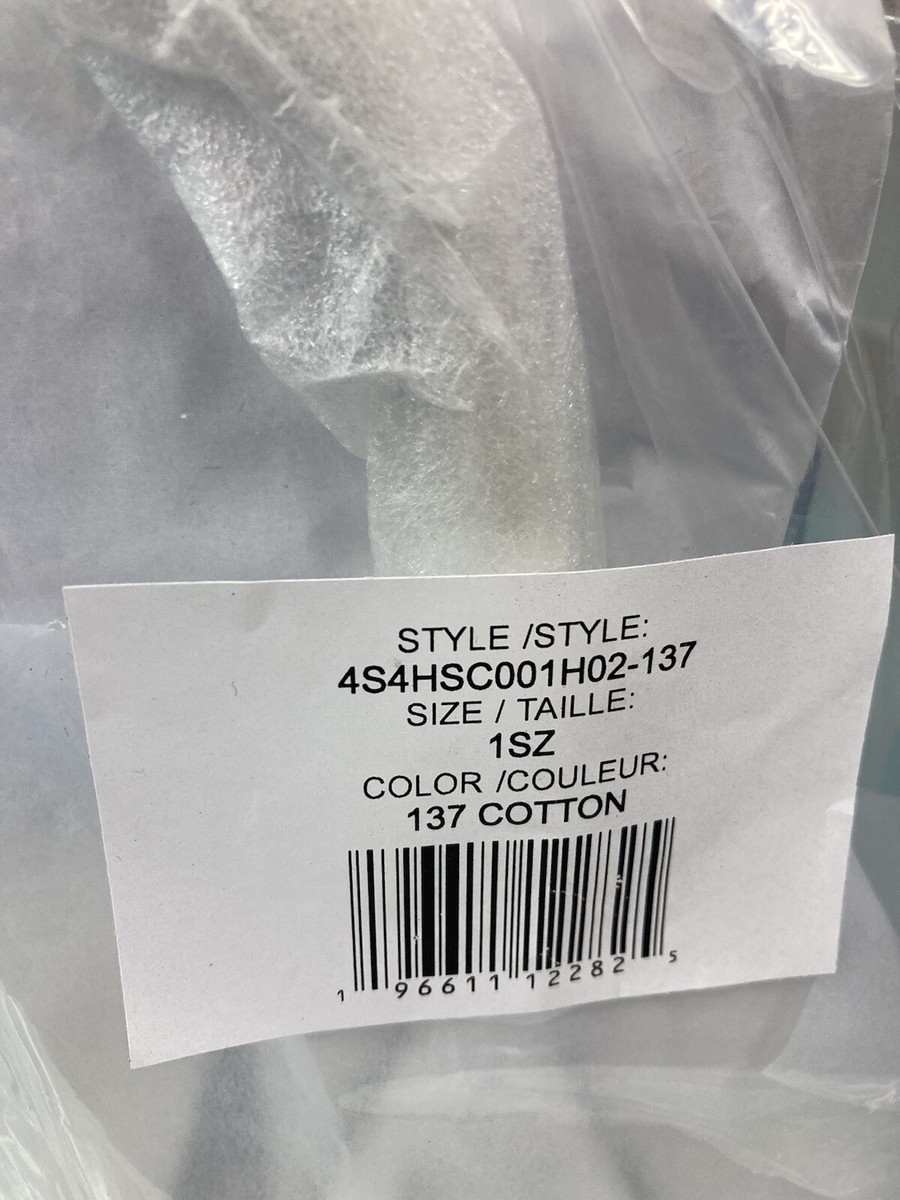 STYLE /STYLE:
4S4HSC001H02-137
SIZE / TAILLE:
1SZ
COLOR /COULEUR:
137 COTTON
1 96611 12282 5